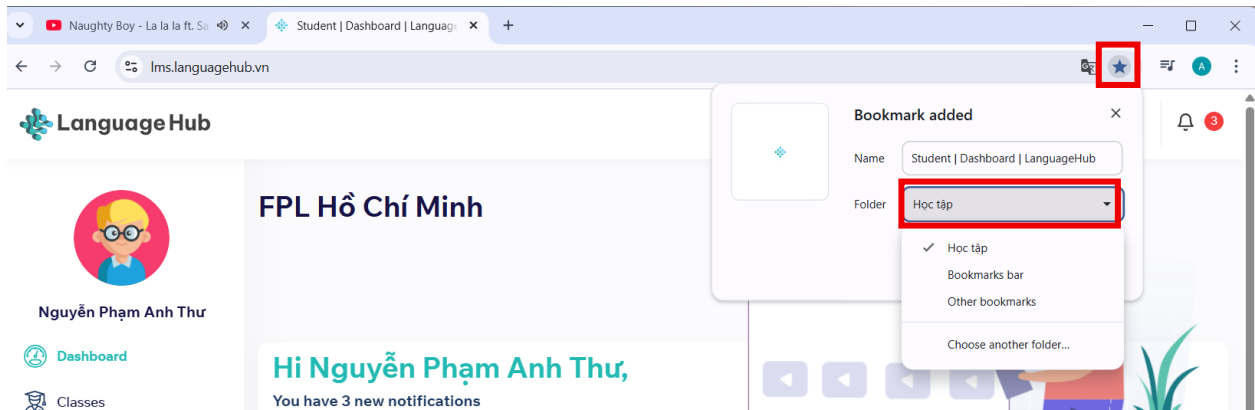 Naughty Boy - La la la ft. Sa
Student | Dashboard | Language
lms.languagehub.vn
A
Language Hub
3
Bookmark added
Name
Student | Dashboard | LanguageHub
Folder
Học tập
Học tập
Bookmarks bar
Other bookmarks
Choose another folder...
FPL Hồ Chí Minh
Nguyễn Phạm Anh Thư
Dashboard
Classes
Hi Nguyễn Phạm Anh Thư,
You have 3 new notifications